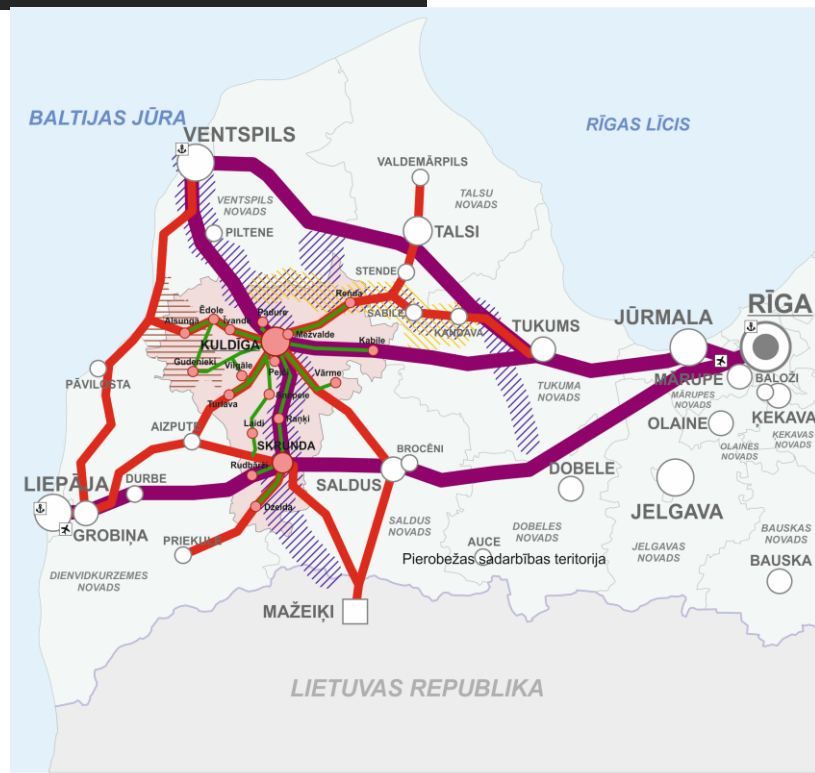 BALTIJAS JŪRA
VENTSPILS
RĪGAS LĪCIS
VALDEMĀRPILS
TALSU
NOVADS
VENTSPILS
NOVADS
PILTENE
TALSI
STENDE
Renda
Ēdole
Alsunga
Īvande
Padure
SABILE
KANDAVA
KULDĪGA
Mežvalde
Kabile
TUKUMS
JŪRMALA
RĪGA
Gudenieki
Vilgāle
Pelči
Vārme
PĀVILOSTA
TUKUMA
NOVADS
MĀRUPE
BALOŽI
MĀRUPES
NOVADS
ĶEKAVA
Turlava
Snēpele
AIZPUTE
Laidi
Raņķi
OLAINE
ĶEKAVAS
NOVADS
OLAINES
NOVADS
SKRUNDA
BROCĒNI
Rudbārži
SALDUS
DOBELE
LIEPĀJA
DURBE
GROBIŅA
Dzelda
JELGAVA
SALDUS
NOVADS
DOBELES
NOVADS
BAUSKAS
NOVADS
PRIEKULE
AUCE
JELGAVAS
NOVADS
Pierobežas sadarbības teritorija
BAUSKA
DIENVIDKURZEMES
NOVADS
MAŽEIĶI
LIETUVAS REPUBLIKA